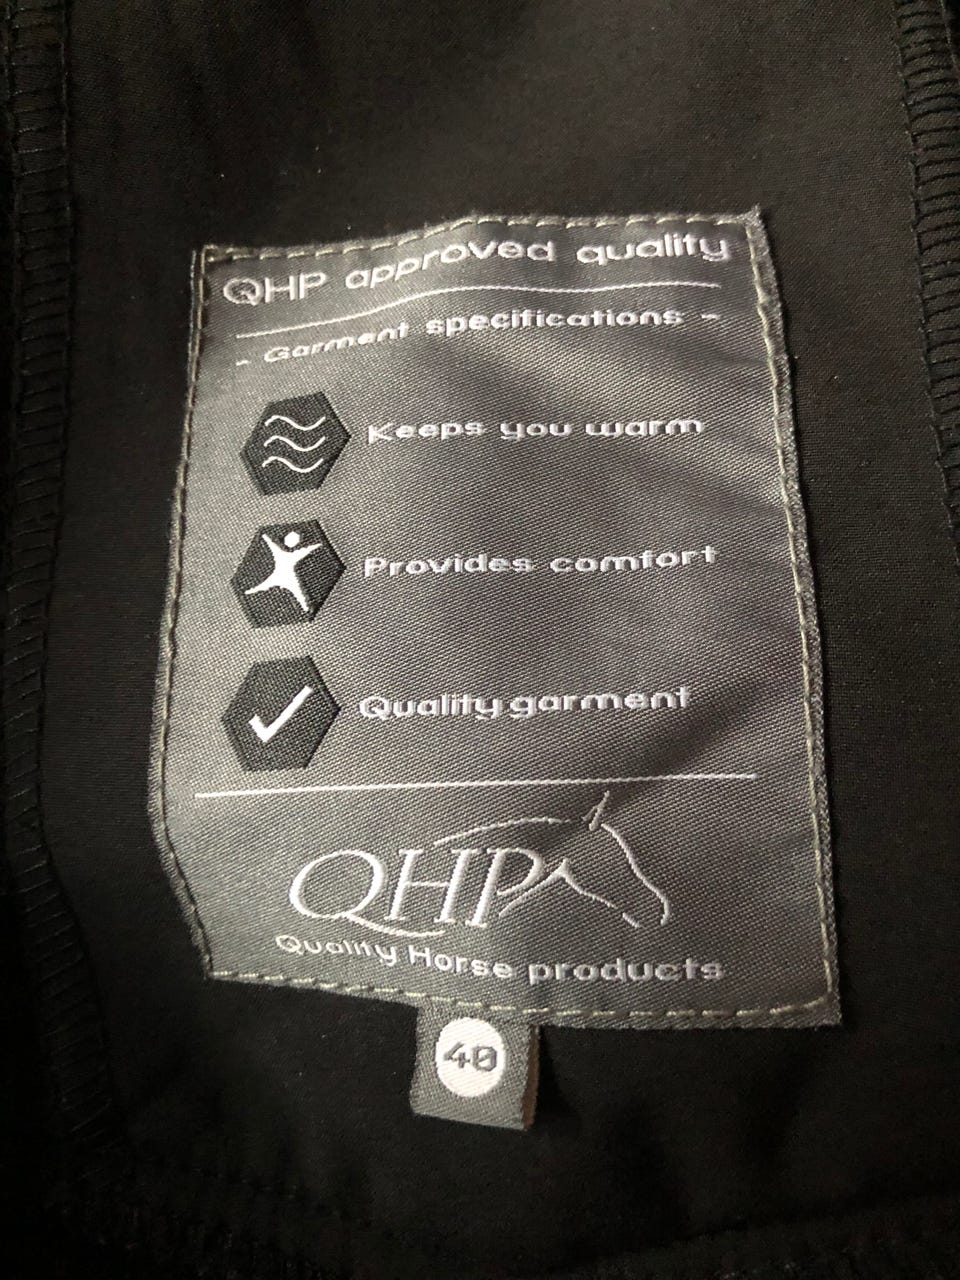 QHP approved quality
- Garment specifications -
Keeps you warm
Provides comfort
Quality garment
QHP
Quality Horse products
40